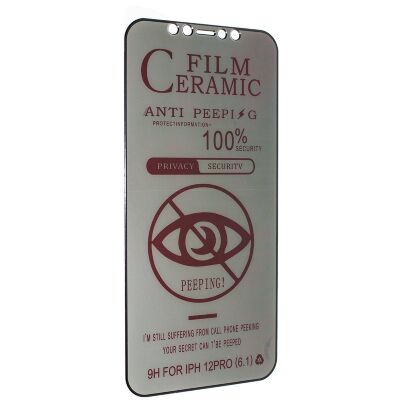 FILM
CERAMIC
ANTI PEEPI⚡G
PROTECTINFORMATION+
100%
SECURITY
PRIVACY SECURITY
PEEPING!
I'M STILL SUFFERING FROM CALL PHONE PEEKING
YOUR SECRET CAN T'BE PEEPED
9H FOR IPH 12PRO (6.1)